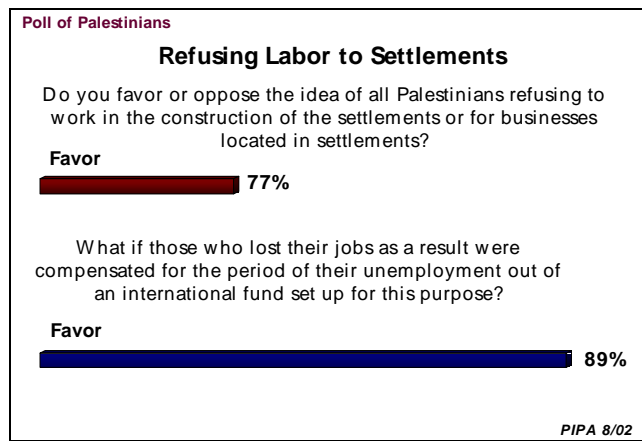 Poll of Palestinians
Refusing Labor to Settlements
Do you favor or oppose the idea of all Palestinians refusing to
work in the construction of the settlements or for businesses
located in settlements?
Favor
77%
What if those who lost their jobs as a result were
compensated for the period of their unemployment out of
an international fund set up for this purpose?
Favor
89%
PIPA 8/02